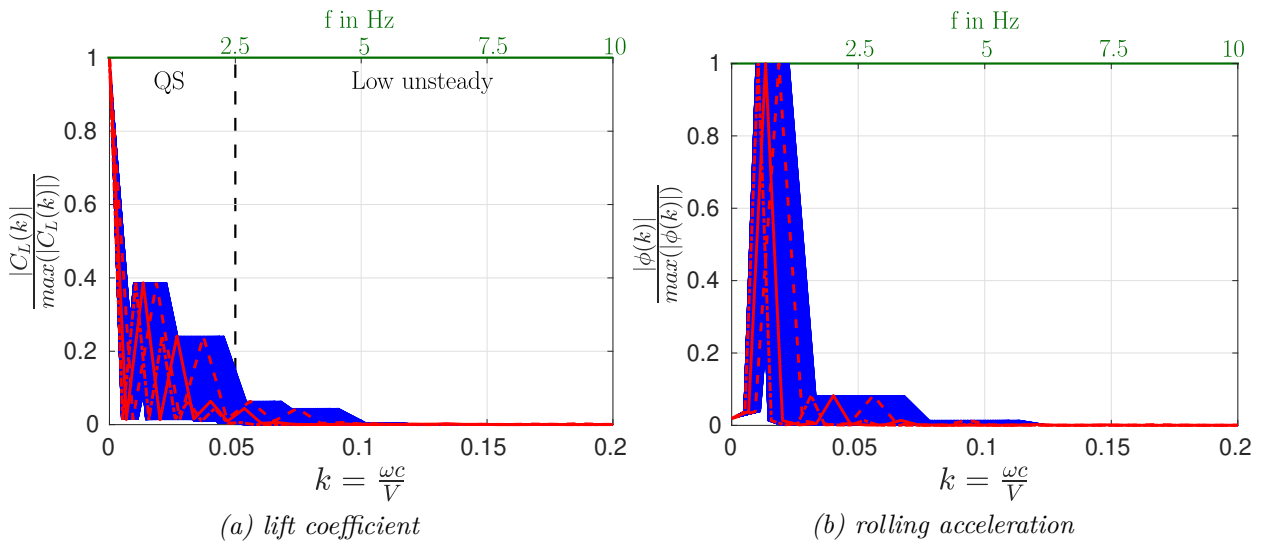 f in Hz
2.5 5 7.5 10
QS Low unsteady
1
0.8
0.6
0.4
0.2
0
|C_L(k)|
max(|C_L(k)|)
0 0.05 0.1 0.15 0.2
k = ωc/V
(a) lift coefficient
f in Hz
2.5 5 7.5 10
1
0.8
0.6
0.4
0.2
0
|ϕ(k)|
max(|ϕ(k)|)
0 0.05 0.1 0.15 0.2
k = ωc/V
(b) rolling acceleration